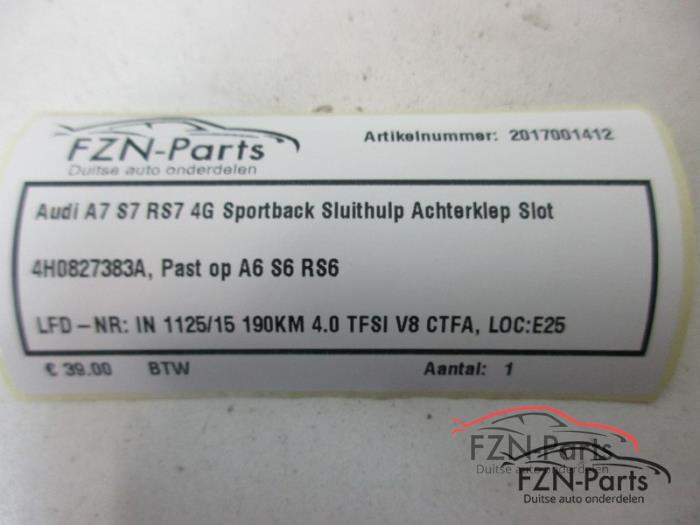 FZN-Parts
Duitse auto onderdelen
Artikelnummer: 2017001412
Audi A7 S7 RS7 4G Sportback Sluithulp Achterklep Slot
4H0827383A, Past op A6 S6 RS6
LFD-NR: IN 1125/15 190KM 4.0 TFSI V8 CTFA, LOC:E25
€ 39.00 BTW Aantal: 1
FZN-Parts
Duitse auto onderdelen
FZN-Parts
Duitse auto onderdelen